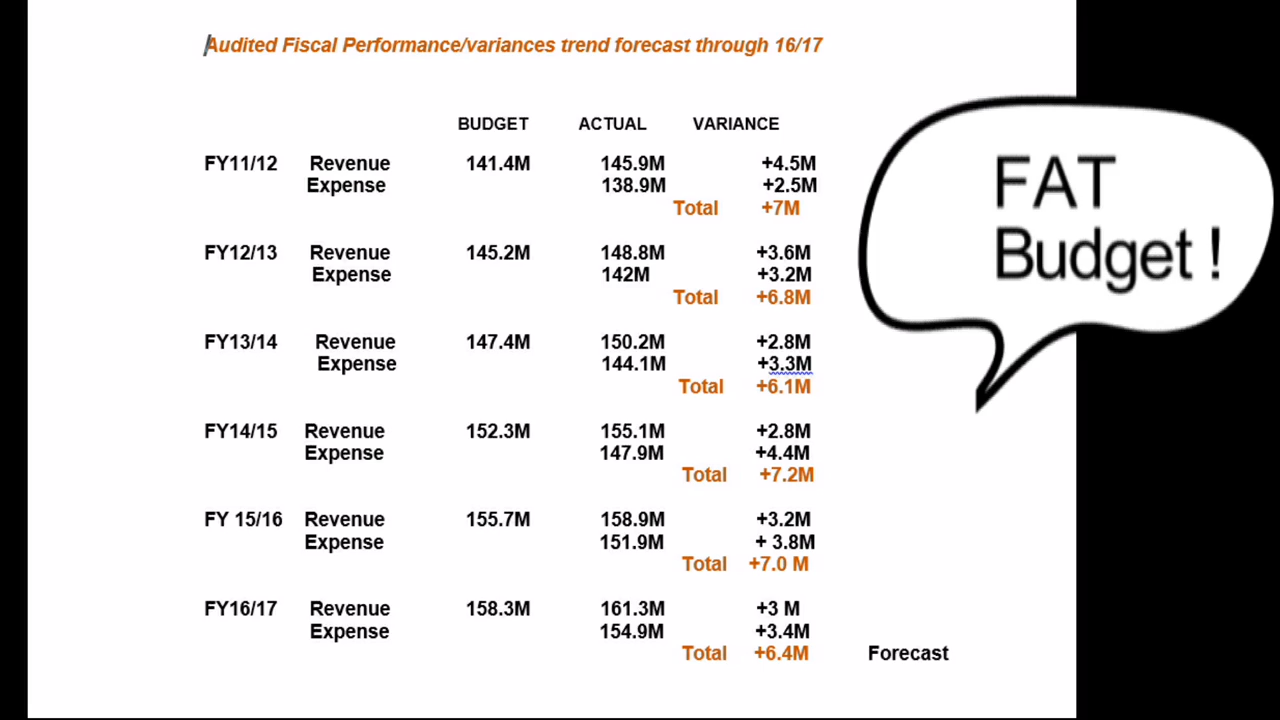 Audited Fiscal Performance/variances trend forecast through 16/17
BUDGET ACTUAL VARIANCE
FY11/12 Revenue 141.4M 145.9M +4.5M
Expense 138.9M +2.5M
Total +7M
FY12/13 Revenue 145.2M 148.8M +3.6M
Expense 142M +3.2M
Total +6.8M
FY13/14 Revenue 147.4M 150.2M +2.8M
Expense 144.1M +3.3M
Total +6.1M
FY14/15 Revenue 152.3M 155.1M +2.8M
Expense 147.9M +4.4M
Total +7.2M
FY 15/16 Revenue 155.7M 158.9M +3.2M
Expense 151.9M + 3.8M
Total +7.0 M
FY16/17 Revenue 158.3M 161.3M +3 M
Expense 154.9M +3.4M
Total +6.4M Forecast
FAT
Budget !